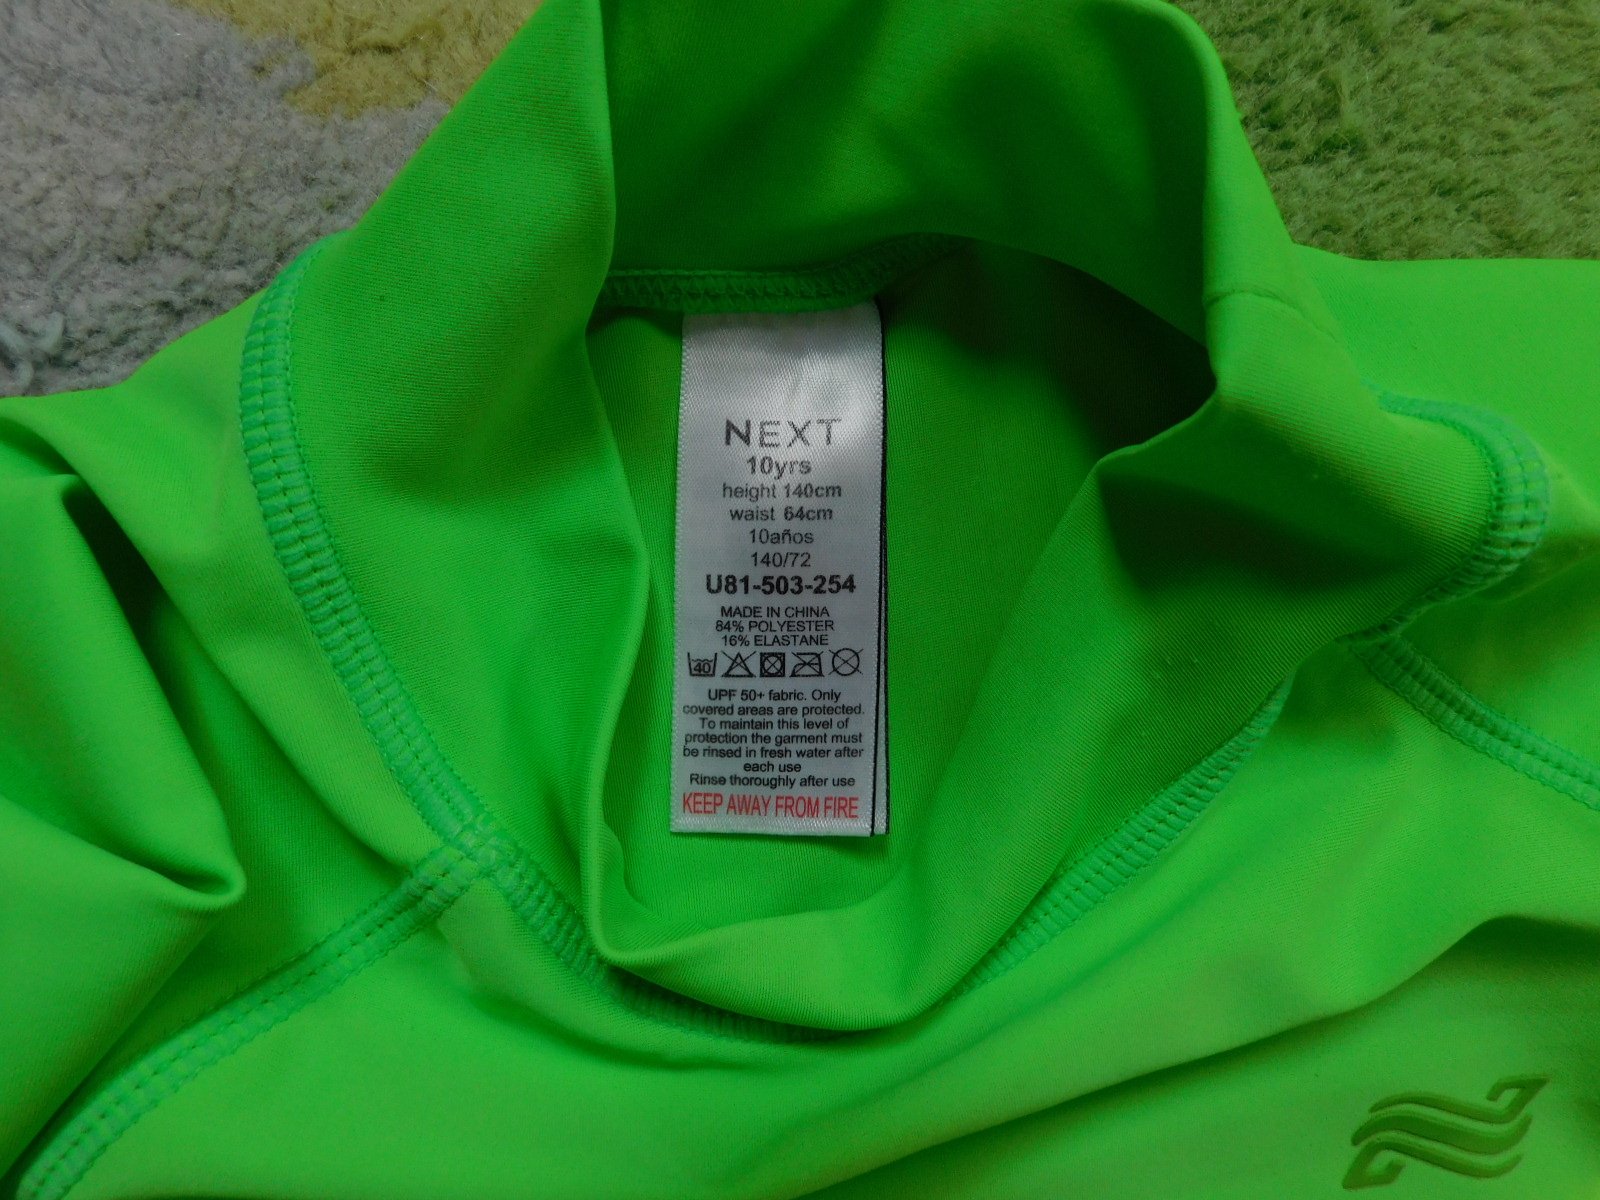 NEXT
10yrs
height 140cm
waist 64cm
10años
140/72
U81-503-254
MADE IN CHINA
84% POLYESTER
16% ELASTANE
40
UPF 50+ fabric. Only
covered areas are protected.
To maintain this level of
protection the garment must
be rinsed in fresh water after
each use
Rinse thoroughly after use
KEEP AWAY FROM FIRE